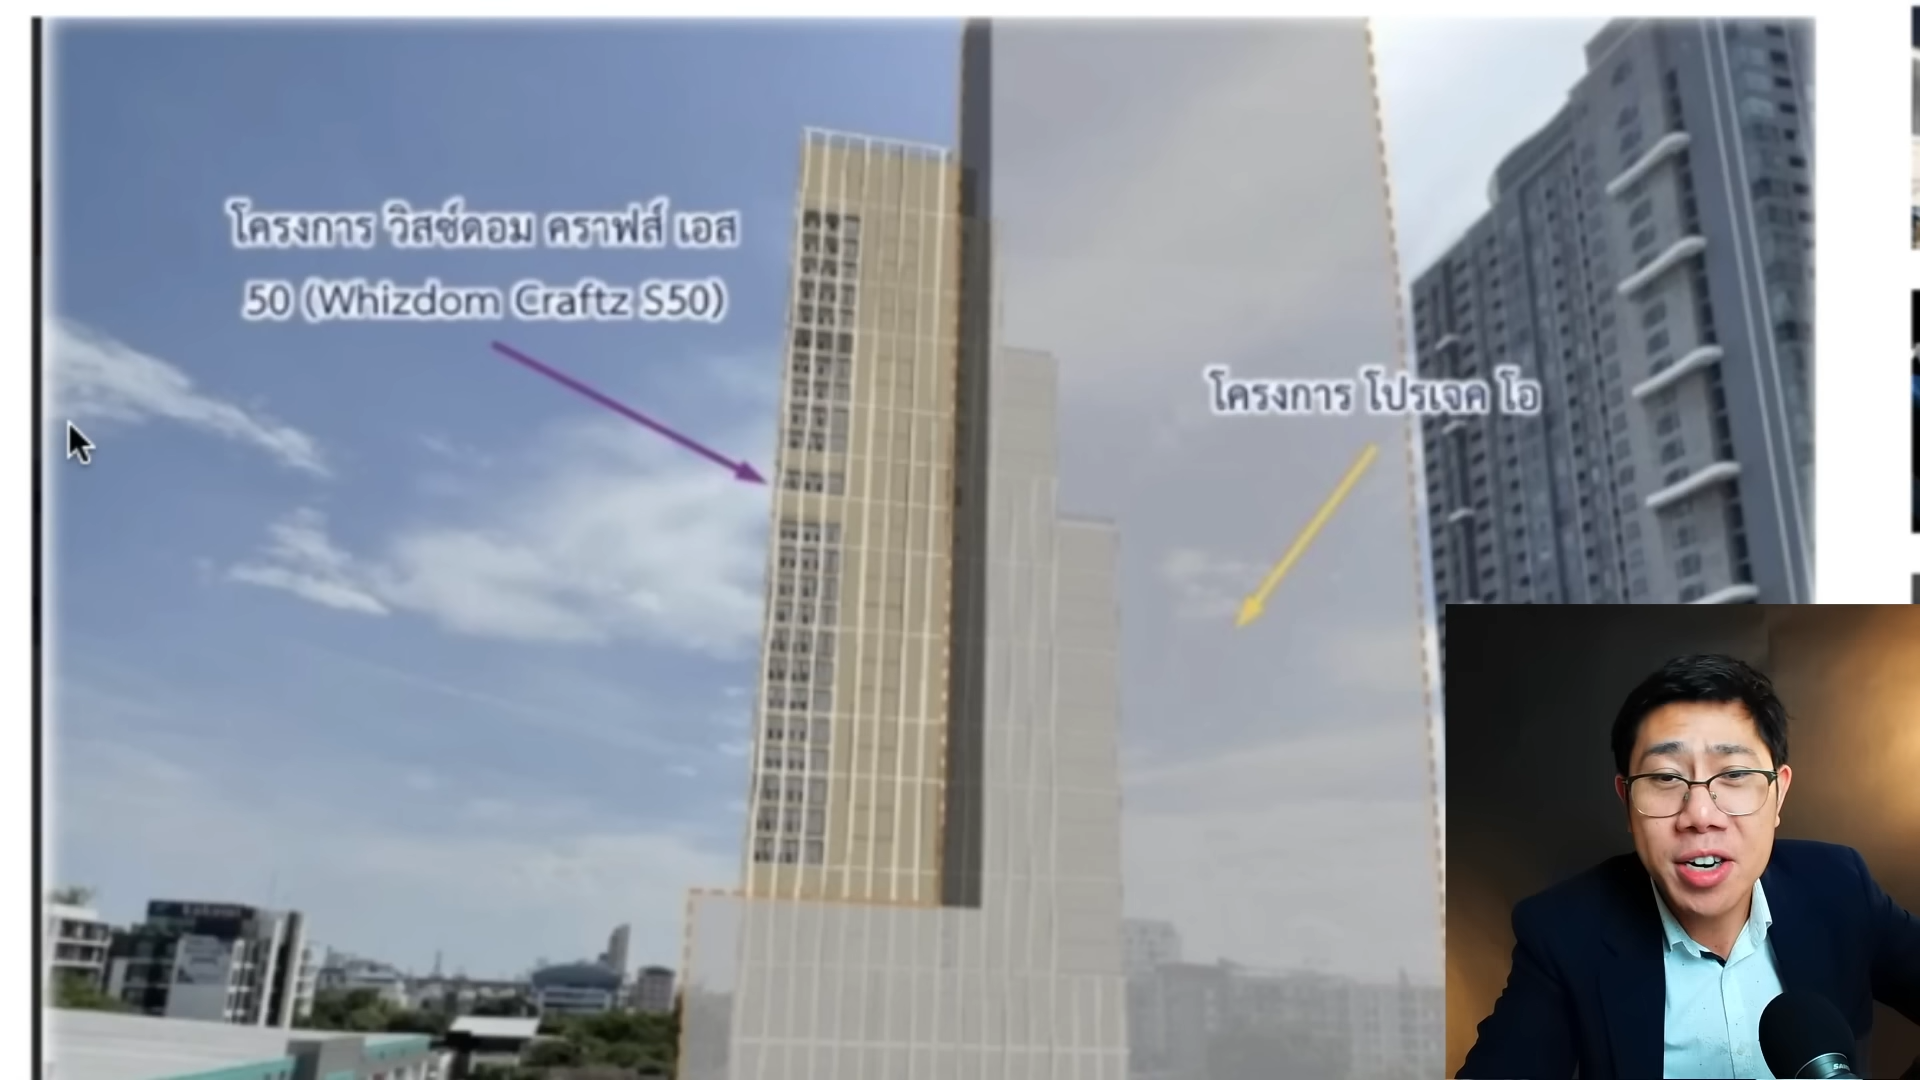 โครงการ วิสซ์ดอม คราฟส์ เอส
50 (Whizdom Craftz S50)
โครงการ โปรเจค โอ